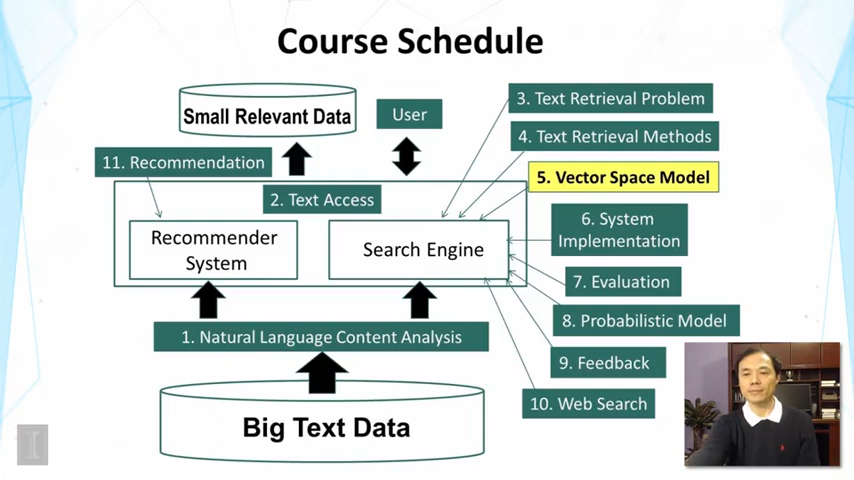 Course Schedule
Small Relevant Data
User
3. Text Retrieval Problem
4. Text Retrieval Methods
11. Recommendation
5. Vector Space Model
2. Text Access
Recommender
System
Search Engine
6. System
Implementation
7. Evaluation
8. Probabilistic Model
1. Natural Language Content Analysis
9. Feedback
10. Web Search
Big Text Data
I